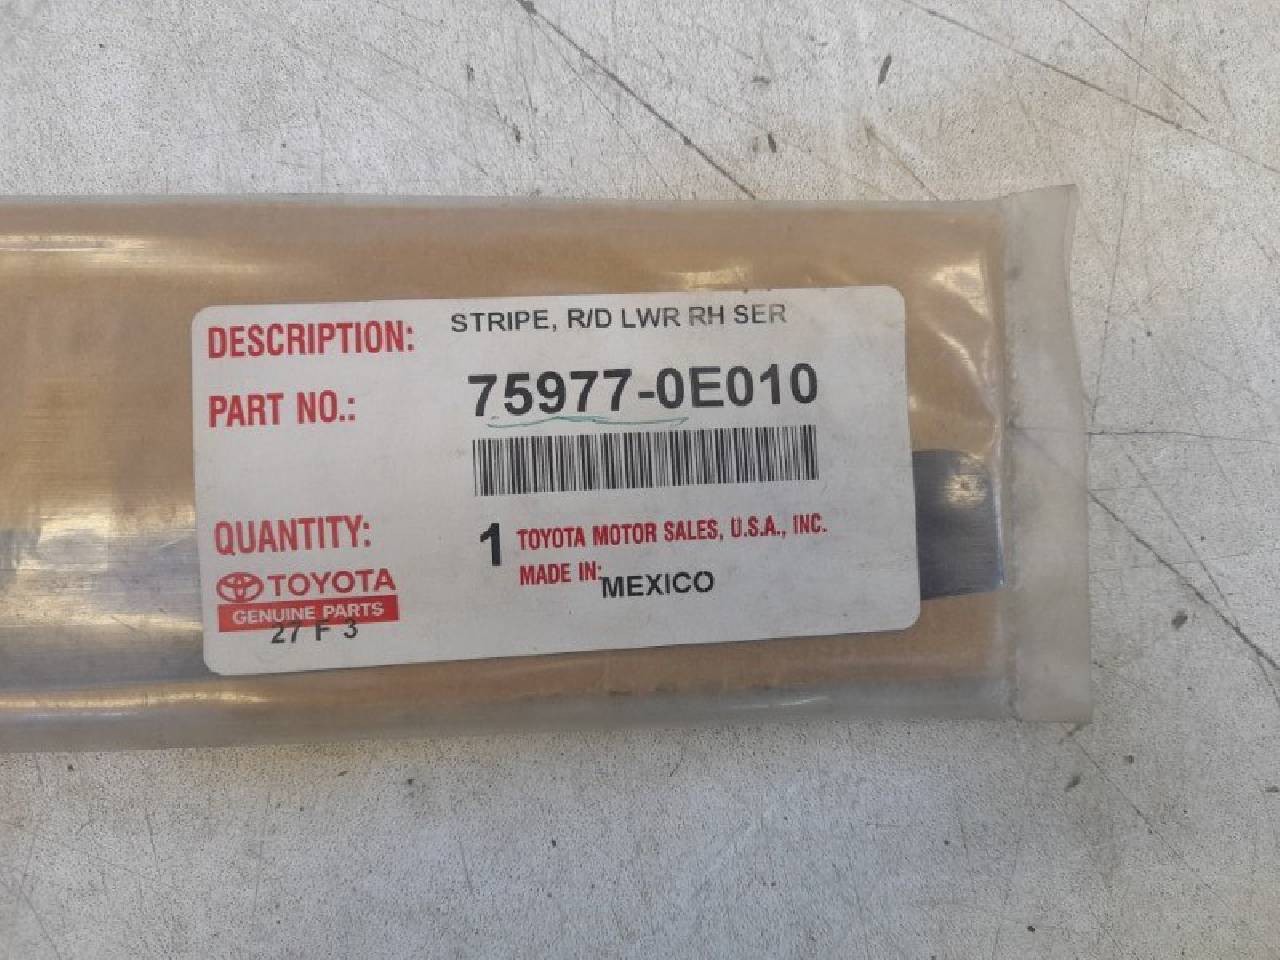 DESCRIPTION: STRIPE, R/D LWR RH SER
PART NO.: 75977-0E010
QUANTITY: 1 TOYOTA MOTOR SALES, U.S.A., INC.
MADE IN: MEXICO
TOYOTA
GENUINE PARTS
27 F 3